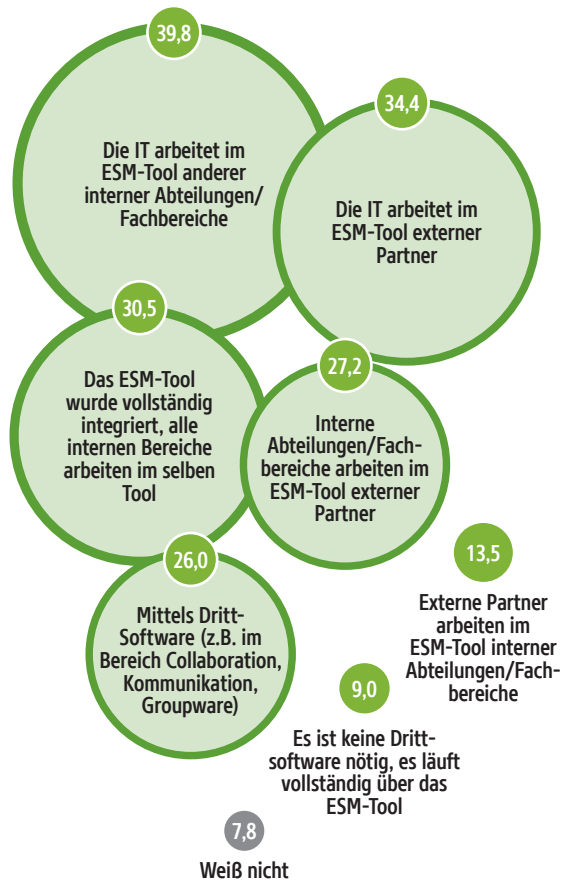 39,8
Die IT arbeitet im
ESM-Tool anderer
interner Abteilungen/
Fachbereiche
34,4
Die IT arbeitet im
ESM-Tool externer
Partner
30,5
Das ESM-Tool
wurde vollständig
integriert, alle
internen Bereiche
arbeiten im selben
Tool
27,2
Interne
Abteilungen/Fach-
bereiche arbeiten im
ESM-Tool externer
Partner
26,0
Mittels Dritt-
Software (z.B. im
Bereich Collaboration,
Kommunikation,
Groupware)
13,5
Externe Partner
arbeiten im
ESM-Tool interner
Abteilungen/Fach-
bereiche
9,0
Es ist keine Dritt-
software nötig, es läuft
vollständig über das
ESM-Tool
7,8
Weiß nicht